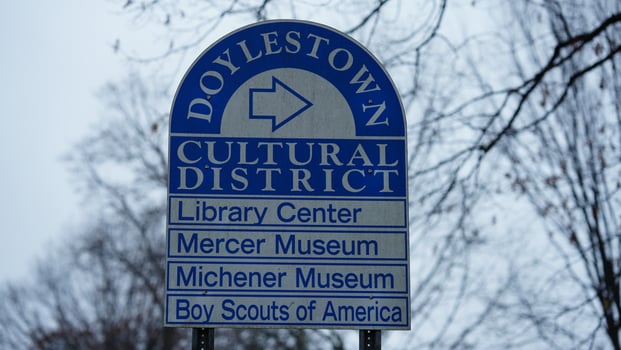 DOYLESTOWN
CULTURAL
DISTRICT
Library Center
Mercer Museum
Michener Museum
Boy Scouts of America